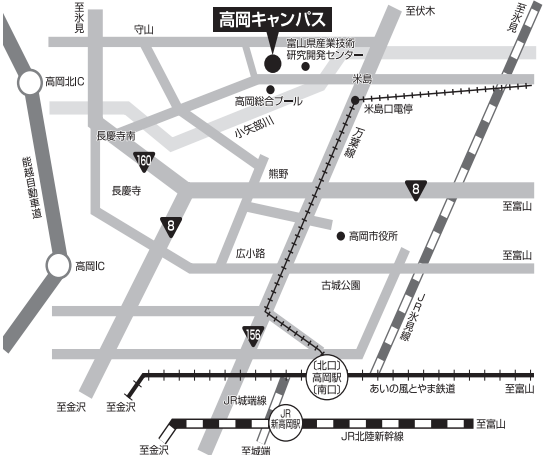 至氷見
守山
高岡キャンパス
至伏木
至氷見
富山県産業技術
研究開発センター
高岡北IC
米島
高岡総合プール
米島口電停
小矢部川
万葉線
長慶寺南
160
能越自動車道
熊野
長慶寺
8
8
至富山
高岡市役所
広小路
至富山
高岡IC
古城公園
JR氷見線
156
〔北口〕
高岡駅
〔南口〕
あいの風とやま鉄道
至富山
至金沢
至金沢
JR城端線
JR
新高岡駅
至富山
JR北陸新幹線
至金沢
至城端